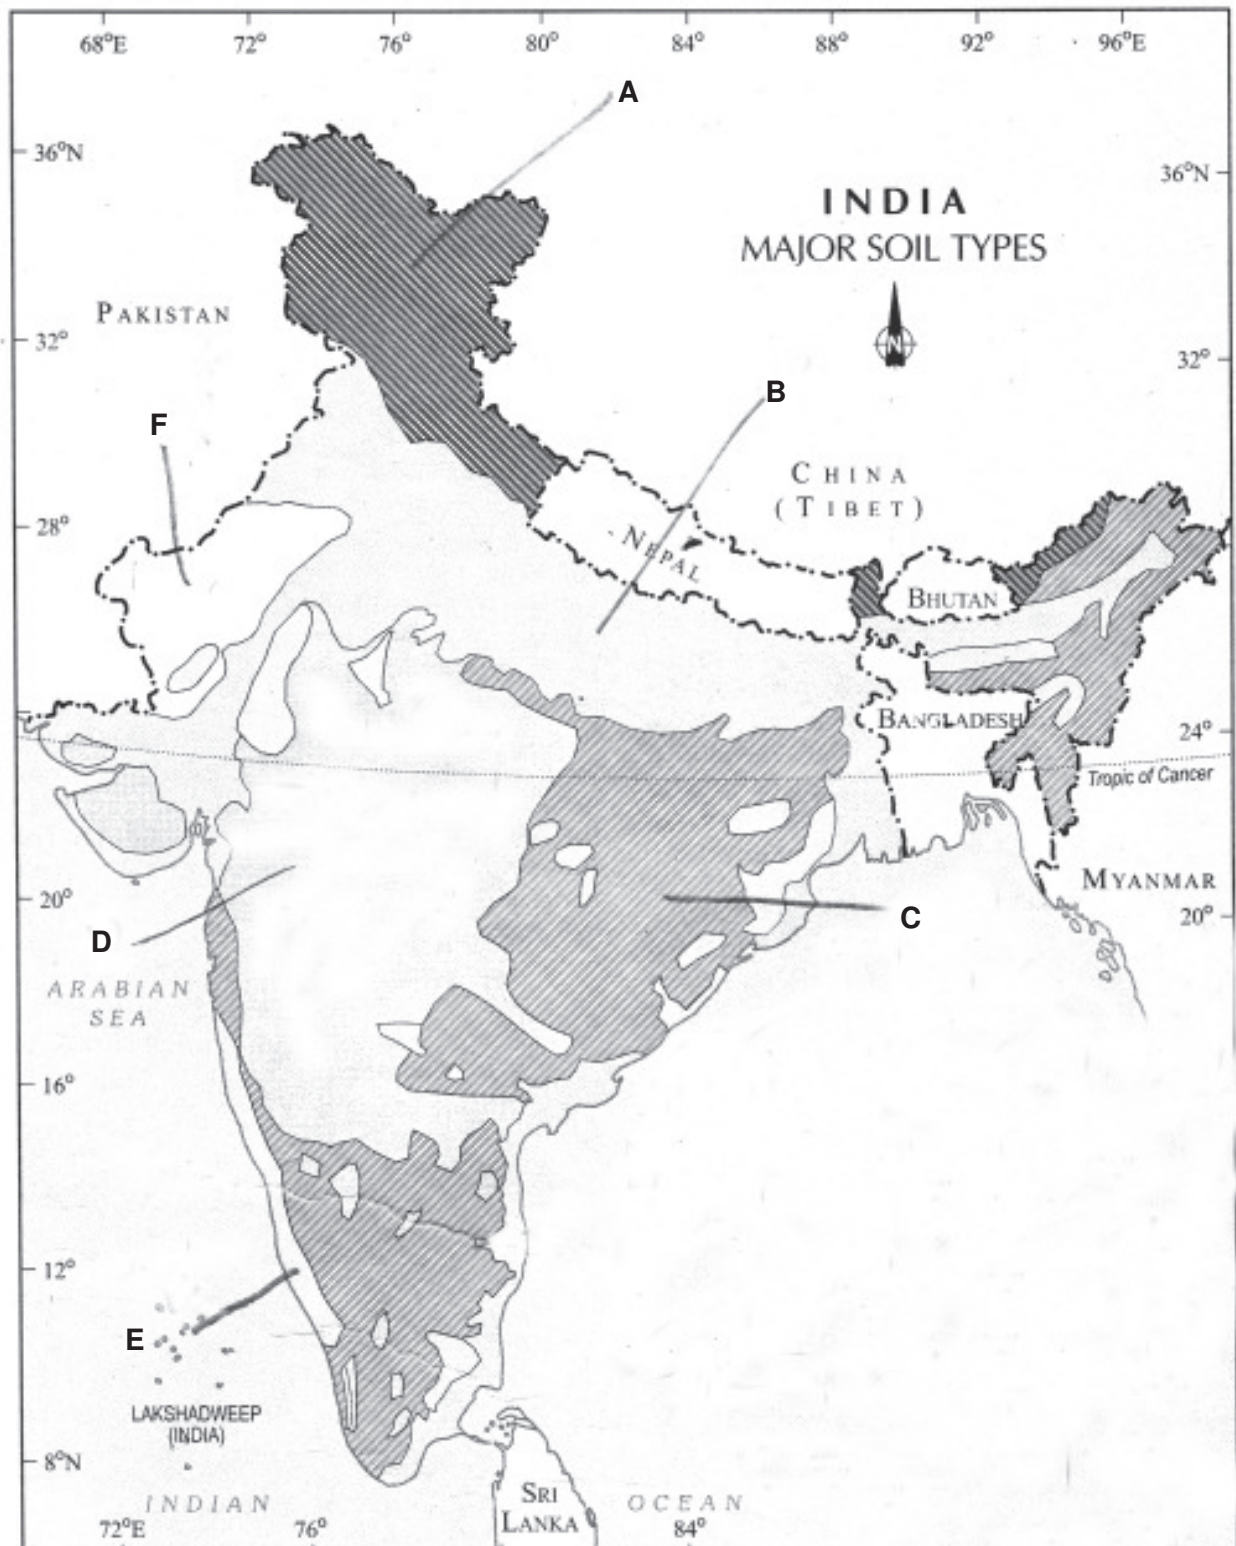 68°E 72° 76° 80° 84° 88° 92° 96°E
A
36°N
36°N
INDIA
MAJOR SOIL TYPES
N
PAKISTAN
32°
32°
B
F
CHINA
(TIBET)
28°
28°
NEPAL
BHUTAN
BANGLADESH
24°
Tropic of Cancer
MYANMAR
20°
20°
C
D
ARABIAN
SEA
16°
12°
E
LAKSHADWEEP
(INDIA)
8°N
INDIAN OCEAN
SRI
LANKA
72°E 76° 84°